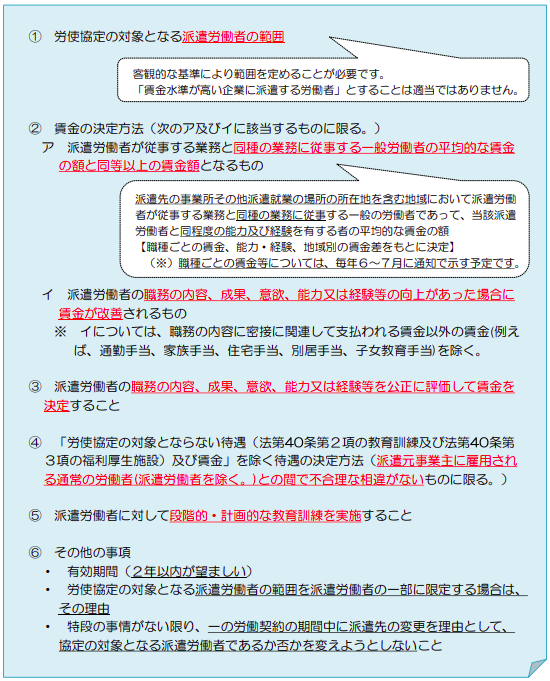 ① 労使協定の対象となる派遣労働者の範囲
客観的な基準により範囲を定めることが必要です。
「賃金水準が高い企業に派遣する労働者」とすることは適当ではありません。
② 賃金の決定方法（次のア及びイに該当するものに限る。）
ア 派遣労働者が従事する業務と同種の業務に従事する一般労働者の平均的な賃金
の額と同等以上の賃金額となるもの
派遣先の事業所その他派遣就業の場所の所在地を含む地域において派遣労働
者が従事する業務と同種の業務に従事する一般の労働者であって、当該派遣
労働者と同程度の能力及び経験を有する者の平均的な賃金の額
【職種ごとの賃金、能力・経験、地域別の賃金差をもとに決定】
（※）職種ごとの賃金等については、毎年６～７月に通知で示す予定です。
イ 派遣労働者の職務の内容、成果、意欲、能力又は経験等の向上があった場合に
賃金が改善されるもの
※ イについては、職務の内容に密接に関連して支払われる賃金以外の賃金(例え
ば、通勤手当、家族手当、住宅手当、別居手当、子女教育手当)を除く。
③ 派遣労働者の職務の内容、成果、意欲、能力又は経験等を公正に評価して賃金を
決定すること
④ 「労使協定の対象とならない待遇（法第40条第２項の教育訓練及び法第40条第
３項の福利厚生施設）及び賃金」を除く待遇の決定方法（派遣元事業主に雇用され
る通常の労働者(派遣労働者を除く。)との間で不合理な相違がないものに限る。）
⑤ 派遣労働者に対して段階的・計画的な教育訓練を実施すること
⑥ その他の事項
・ 有効期間（２年以内が望ましい）
・ 労使協定の対象となる派遣労働者の範囲を派遣労働者の一部に限定する場合は、
その理由
・ 特段の事情がない限り、一の労働契約の期間中に派遣先の変更を理由として、
協定の対象となる派遣労働者であるか否かを変えようとしないこと